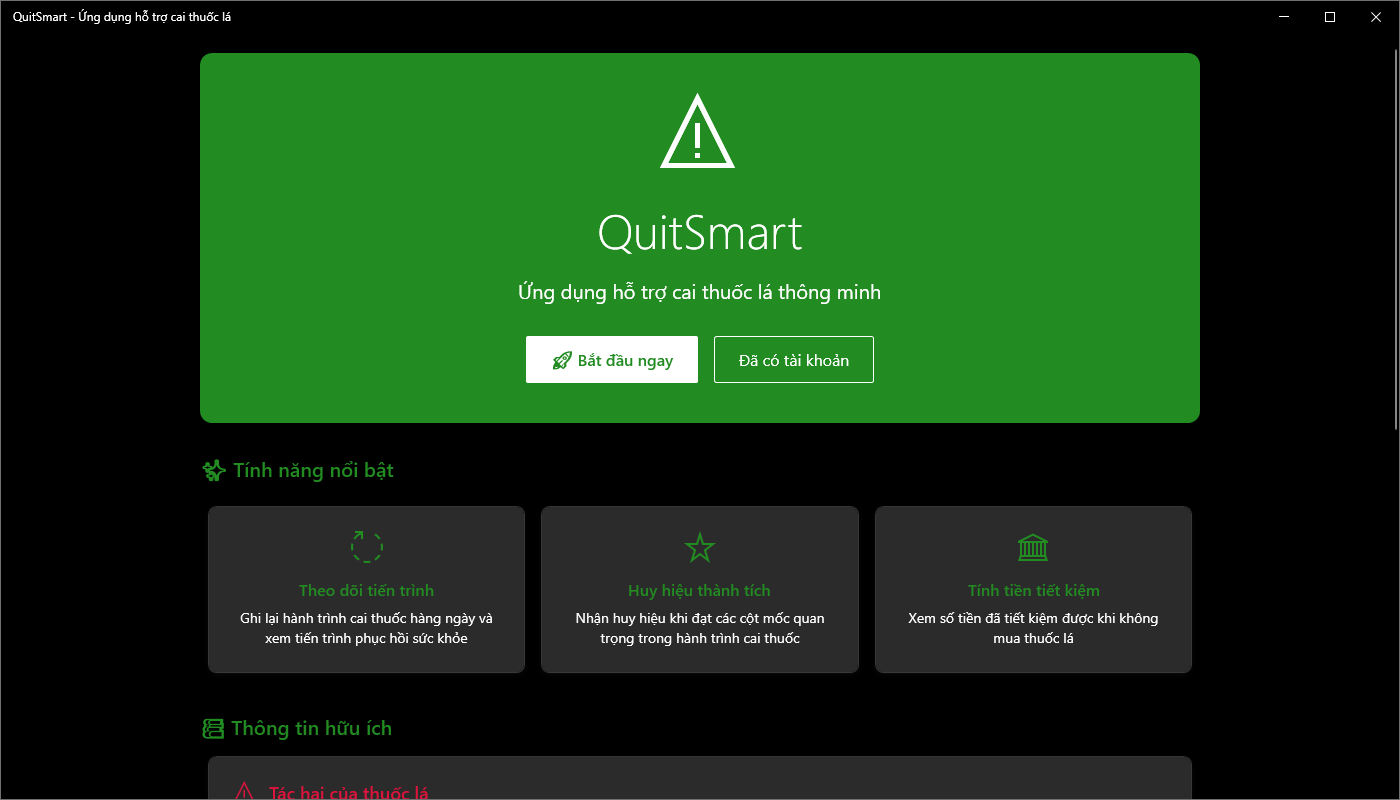 QuitSmart - Ứng dụng hỗ trợ cai thuốc lá
QuitSmart
Ứng dụng hỗ trợ cai thuốc lá thông minh
Bắt đầu ngay
Đã có tài khoản
Tính năng nổi bật
Theo dõi tiến trình
Ghi lại hành trình cai thuốc hàng ngày và
xem tiến trình phục hồi sức khỏe
Huy hiệu thành tích
Nhận huy hiệu khi đạt các cột mốc quan
trọng trong hành trình cai thuốc
Tính tiền tiết kiệm
Xem số tiền đã tiết kiệm được khi không
mua thuốc lá
Thông tin hữu ích
Tác hại của thuốc lá